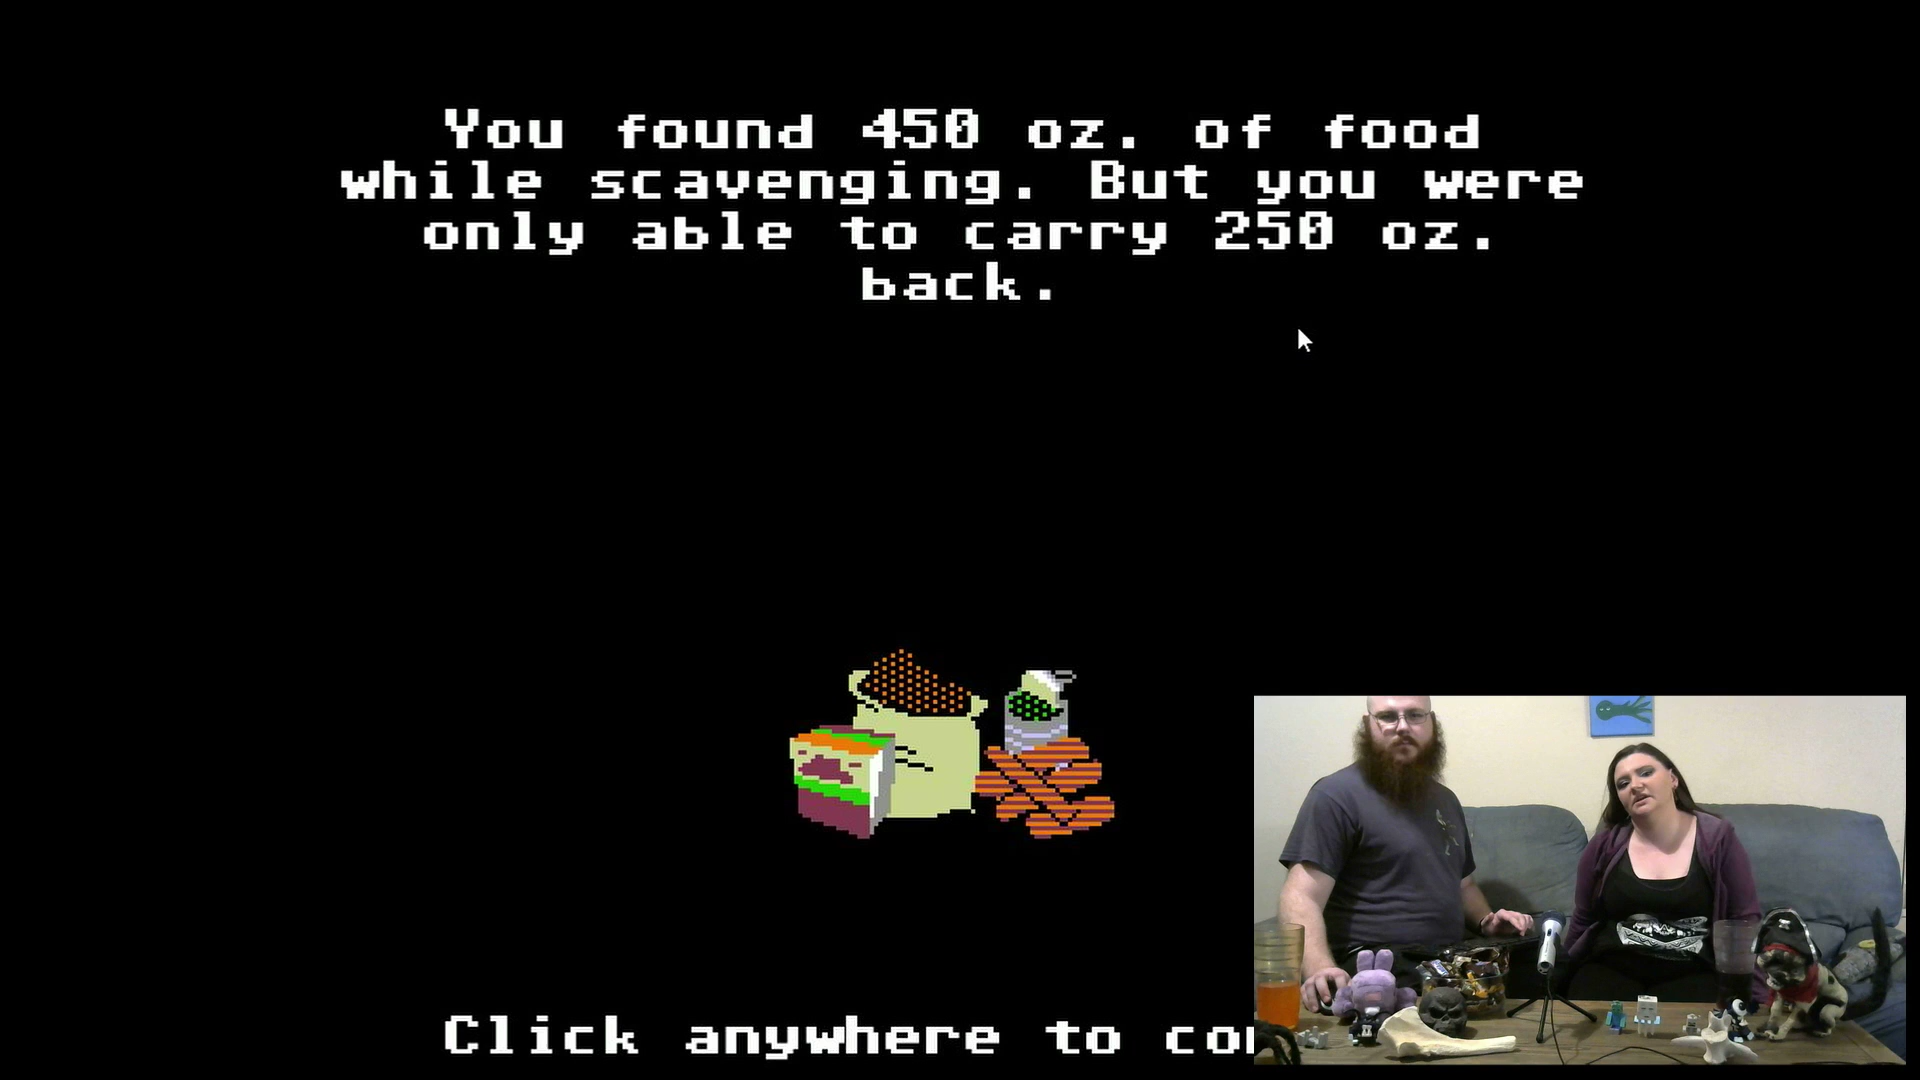 You found 450 oz. of food
while scavenging. But you were
only able to carry 250 oz.
back.
Click anywhere to